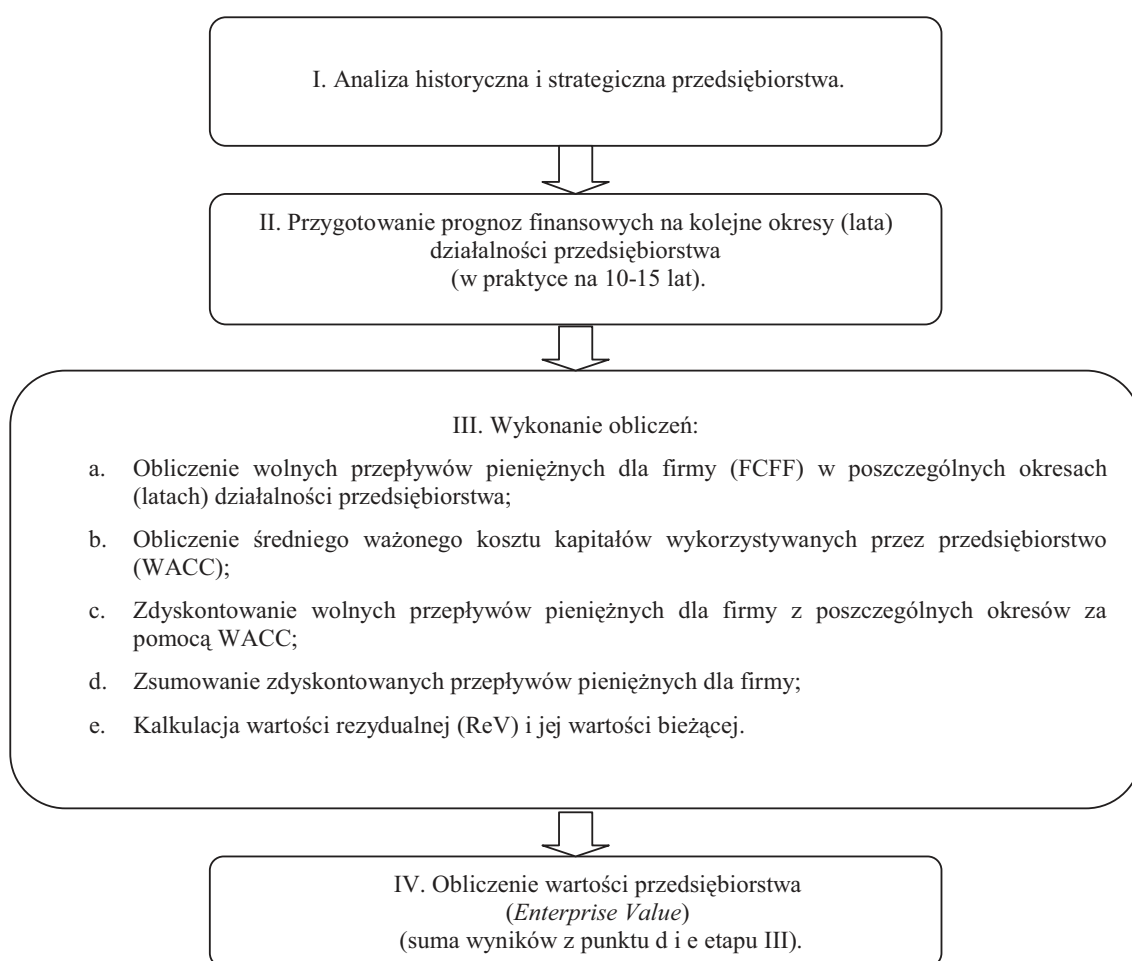 I. Analiza historyczna i strategiczna przedsiębiorstwa.
II. Przygotowanie prognoz finansowych na kolejne okresy (lata)
działalności przedsiębiorstwa
(w praktyce na 10-15 lat).
III. Wykonanie obliczeń:
a. Obliczenie wolnych przepływów pieniężnych dla firmy (FCFF) w poszczególnych okresach
(latach) działalności przedsiębiorstwa;
b. Obliczenie średniego ważonego kosztu kapitałów wykorzystywanych przez przedsiębiorstwo
(WACC);
c. Zdyskontowanie wolnych przepływów pieniężnych dla firmy z poszczególnych okresów za
pomocą WACC;
d. Zsumowanie zdyskontowanych przepływów pieniężnych dla firmy;
e. Kalkulacja wartości rezydualnej (ReV) i jej wartości bieżącej.
IV. Obliczenie wartości przedsiębiorstwa
(Enterprise Value)
(suma wyników z punktu d i e etapu III).